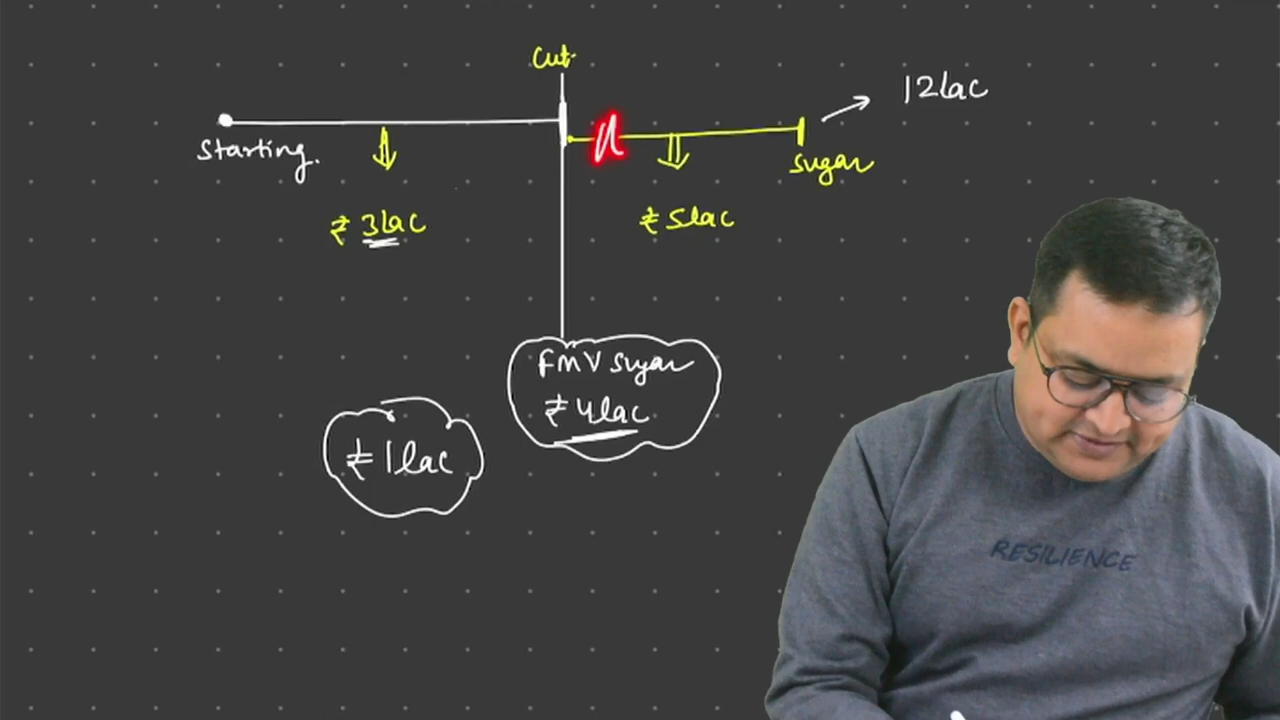 Cut
12lac
Starting.
Sugar
₹ 3lac
₹ 5lac
FMV Sugar
₹ 4lac
₹ 1lac
RESILIENCE